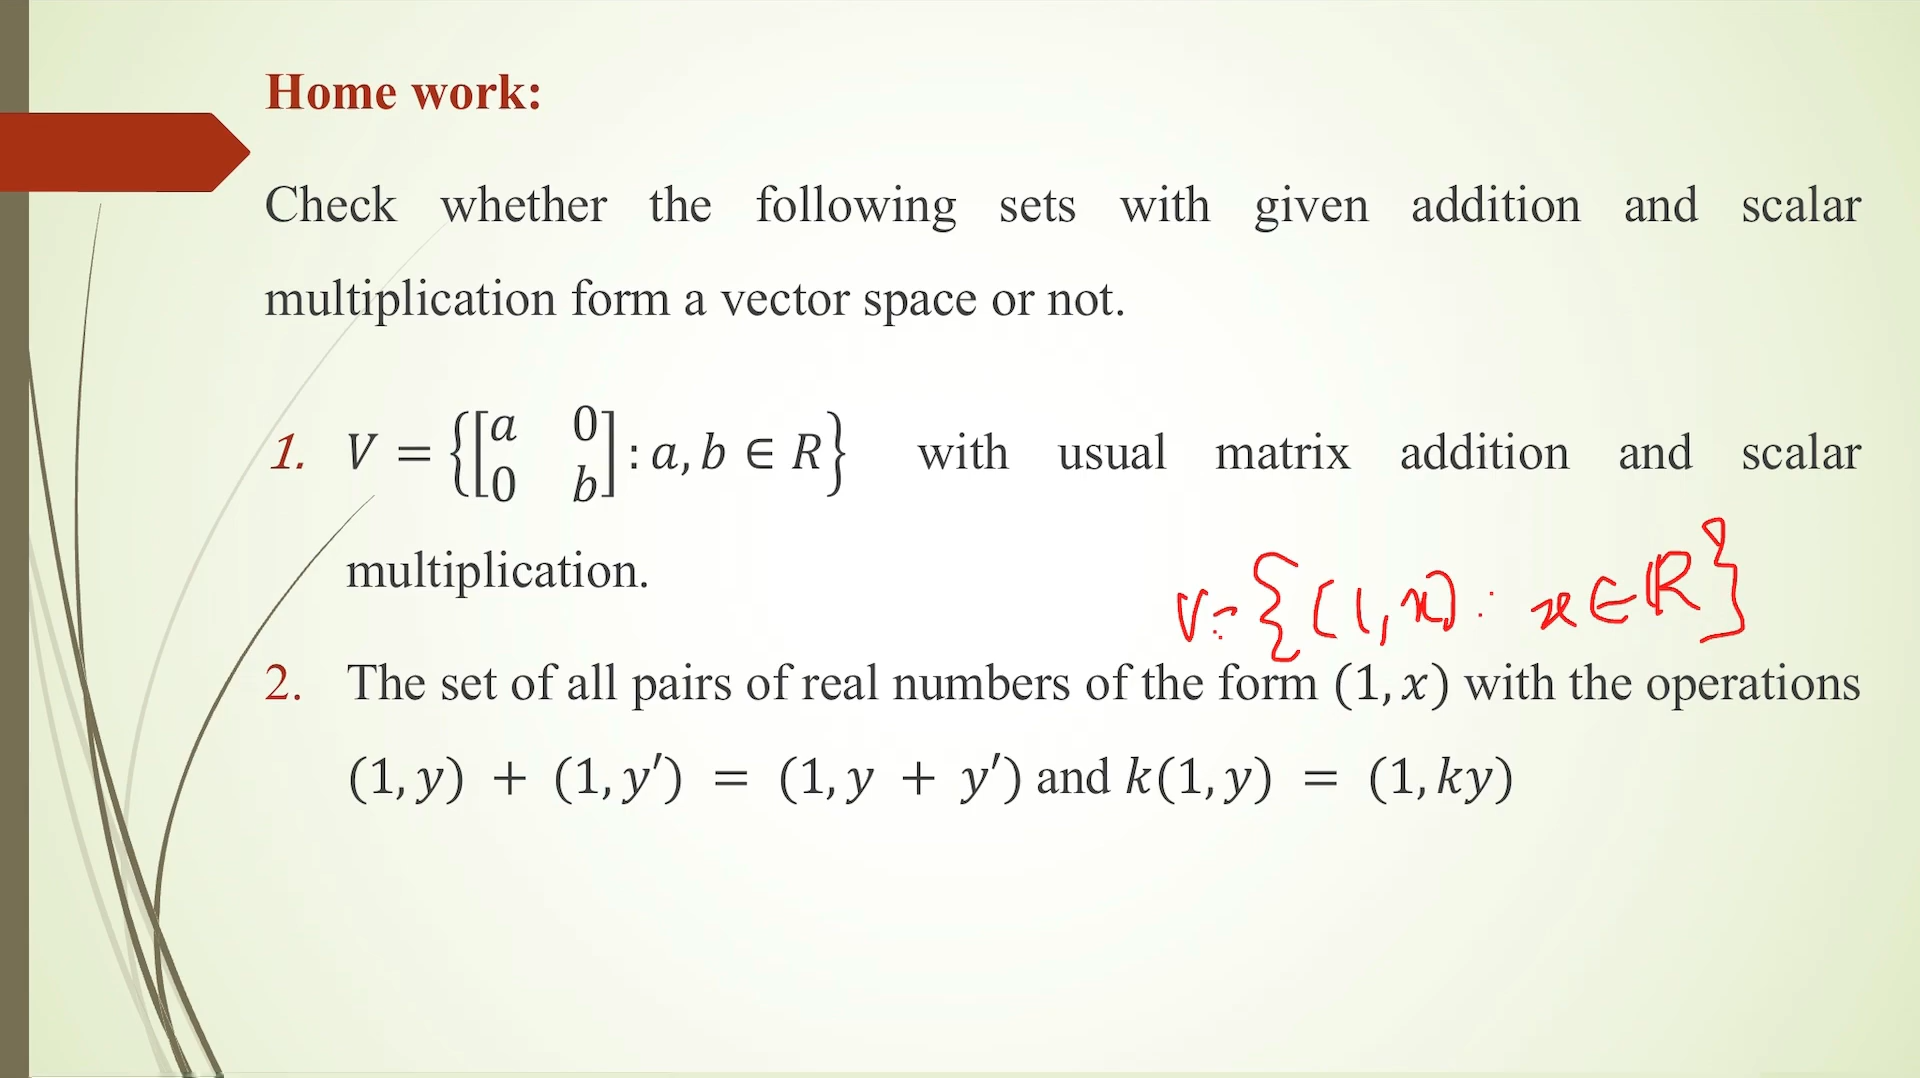 Home work:
Check whether the following sets with given addition and scalar
multiplication form a vector space or not.
1. V = {[a 0; 0 b] : a, b ∈ R} with usual matrix addition and scalar
multiplication.
V = {(1, x) : x ∈ ℝ}
2. The set of all pairs of real numbers of the form (1, x) with the operations
(1, y) + (1, y′) = (1, y + y′) and k(1, y) = (1, ky)